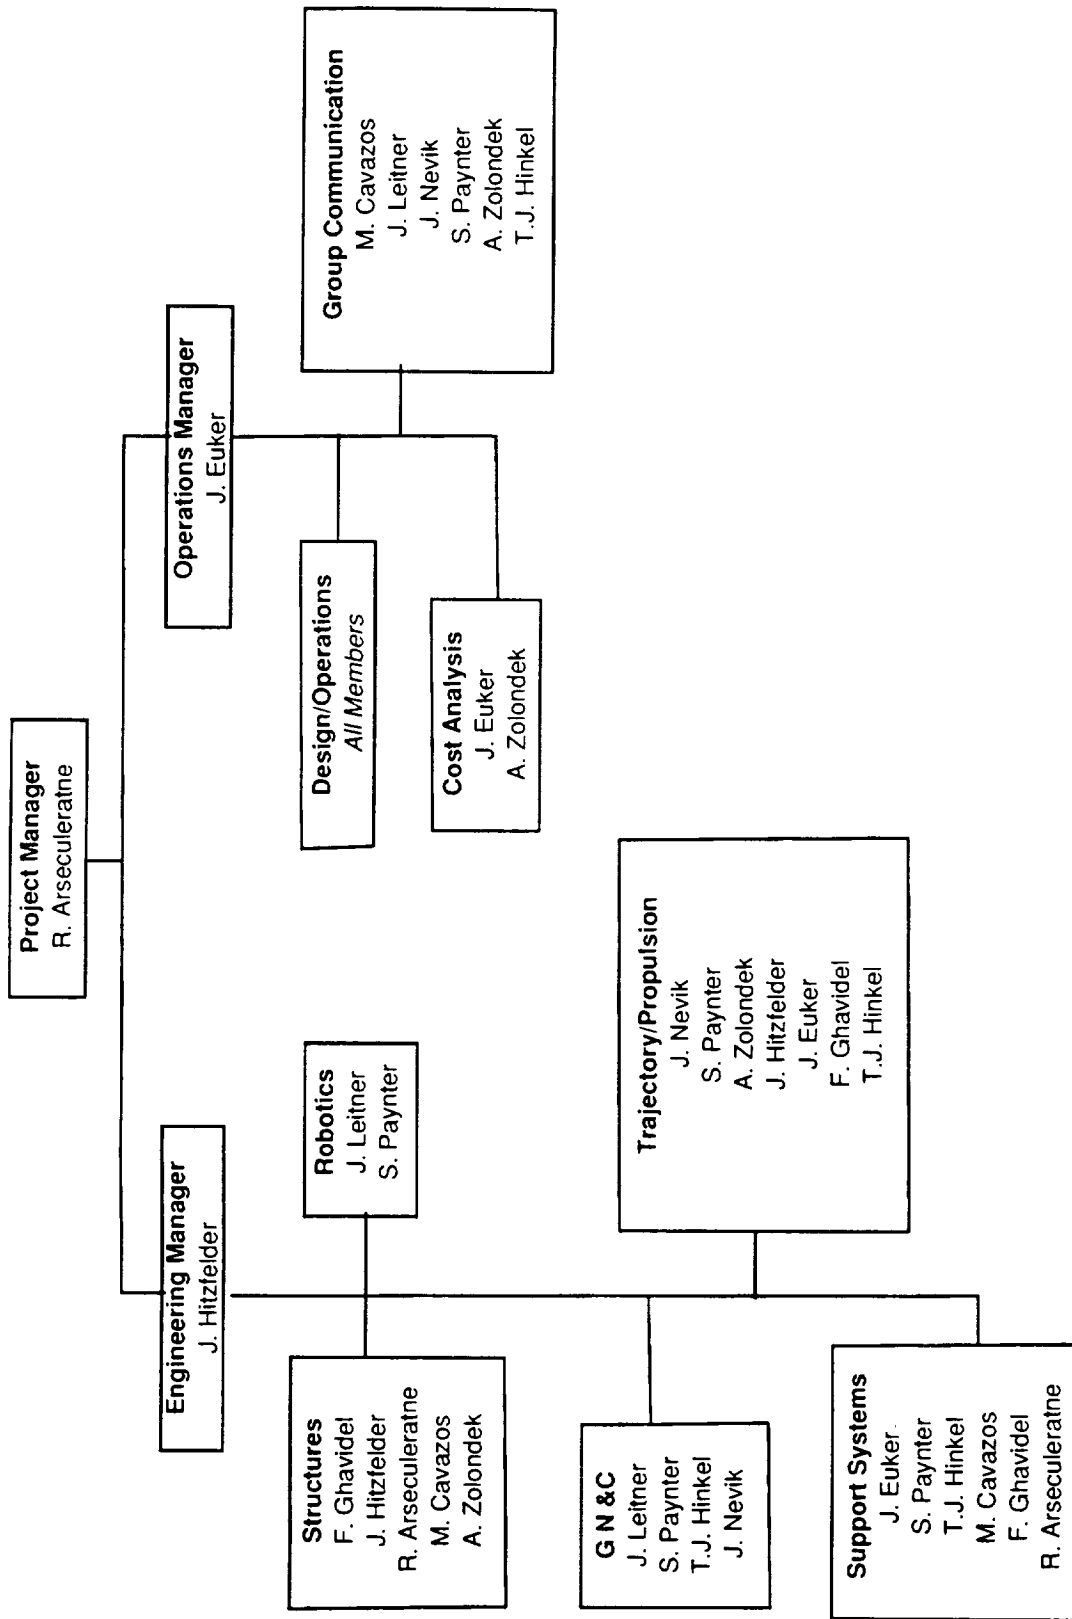 Project Manager
R. Arseculeratne
Engineering Manager
J. Hitzfelder
Operations Manager
J. Euker
Structures
F. Ghavidel
J. Hitzfelder
R. Arseculeratne
M. Cavazos
A. Zolondek
Robotics
J. Leitner
S. Paynter
G N &C
J. Leitner
S. Paynter
T.J. Hinkel
J. Nevik
Trajectory/Propulsion
J. Nevik
S. Paynter
A. Zolondek
J. Hitzfelder
J. Euker
F. Ghavidel
T.J. Hinkel
Support Systems
J. Euker
S. Paynter
T.J. Hinkel
M. Cavazos
F. Ghavidel
R. Arseculeratne
Design/Operations
All Members
Group Communication
M. Cavazos
J. Leitner
J. Nevik
S. Paynter
A. Zolondek
T.J. Hinkel
Cost Analysis
J. Euker
A. Zolondek